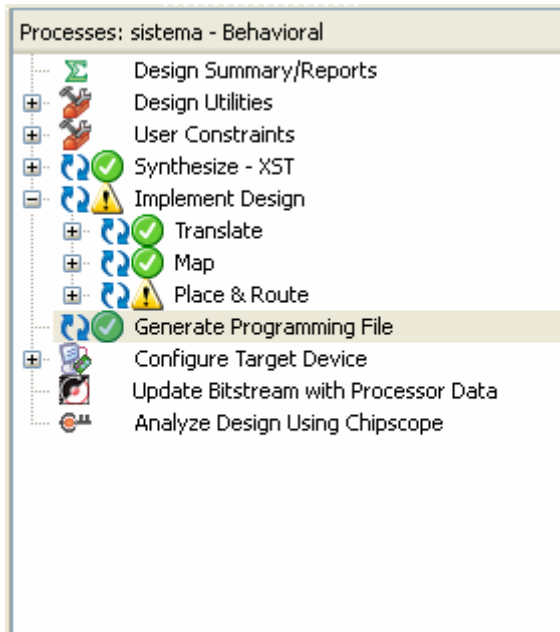 Processes: sistema - Behavioral
Design Summary/Reports
Design Utilities
User Constraints
Synthesize - XST
Implement Design
Translate
Map
Place & Route
Generate Programming File
Configure Target Device
Update Bitstream with Processor Data
Analyze Design Using Chipscope